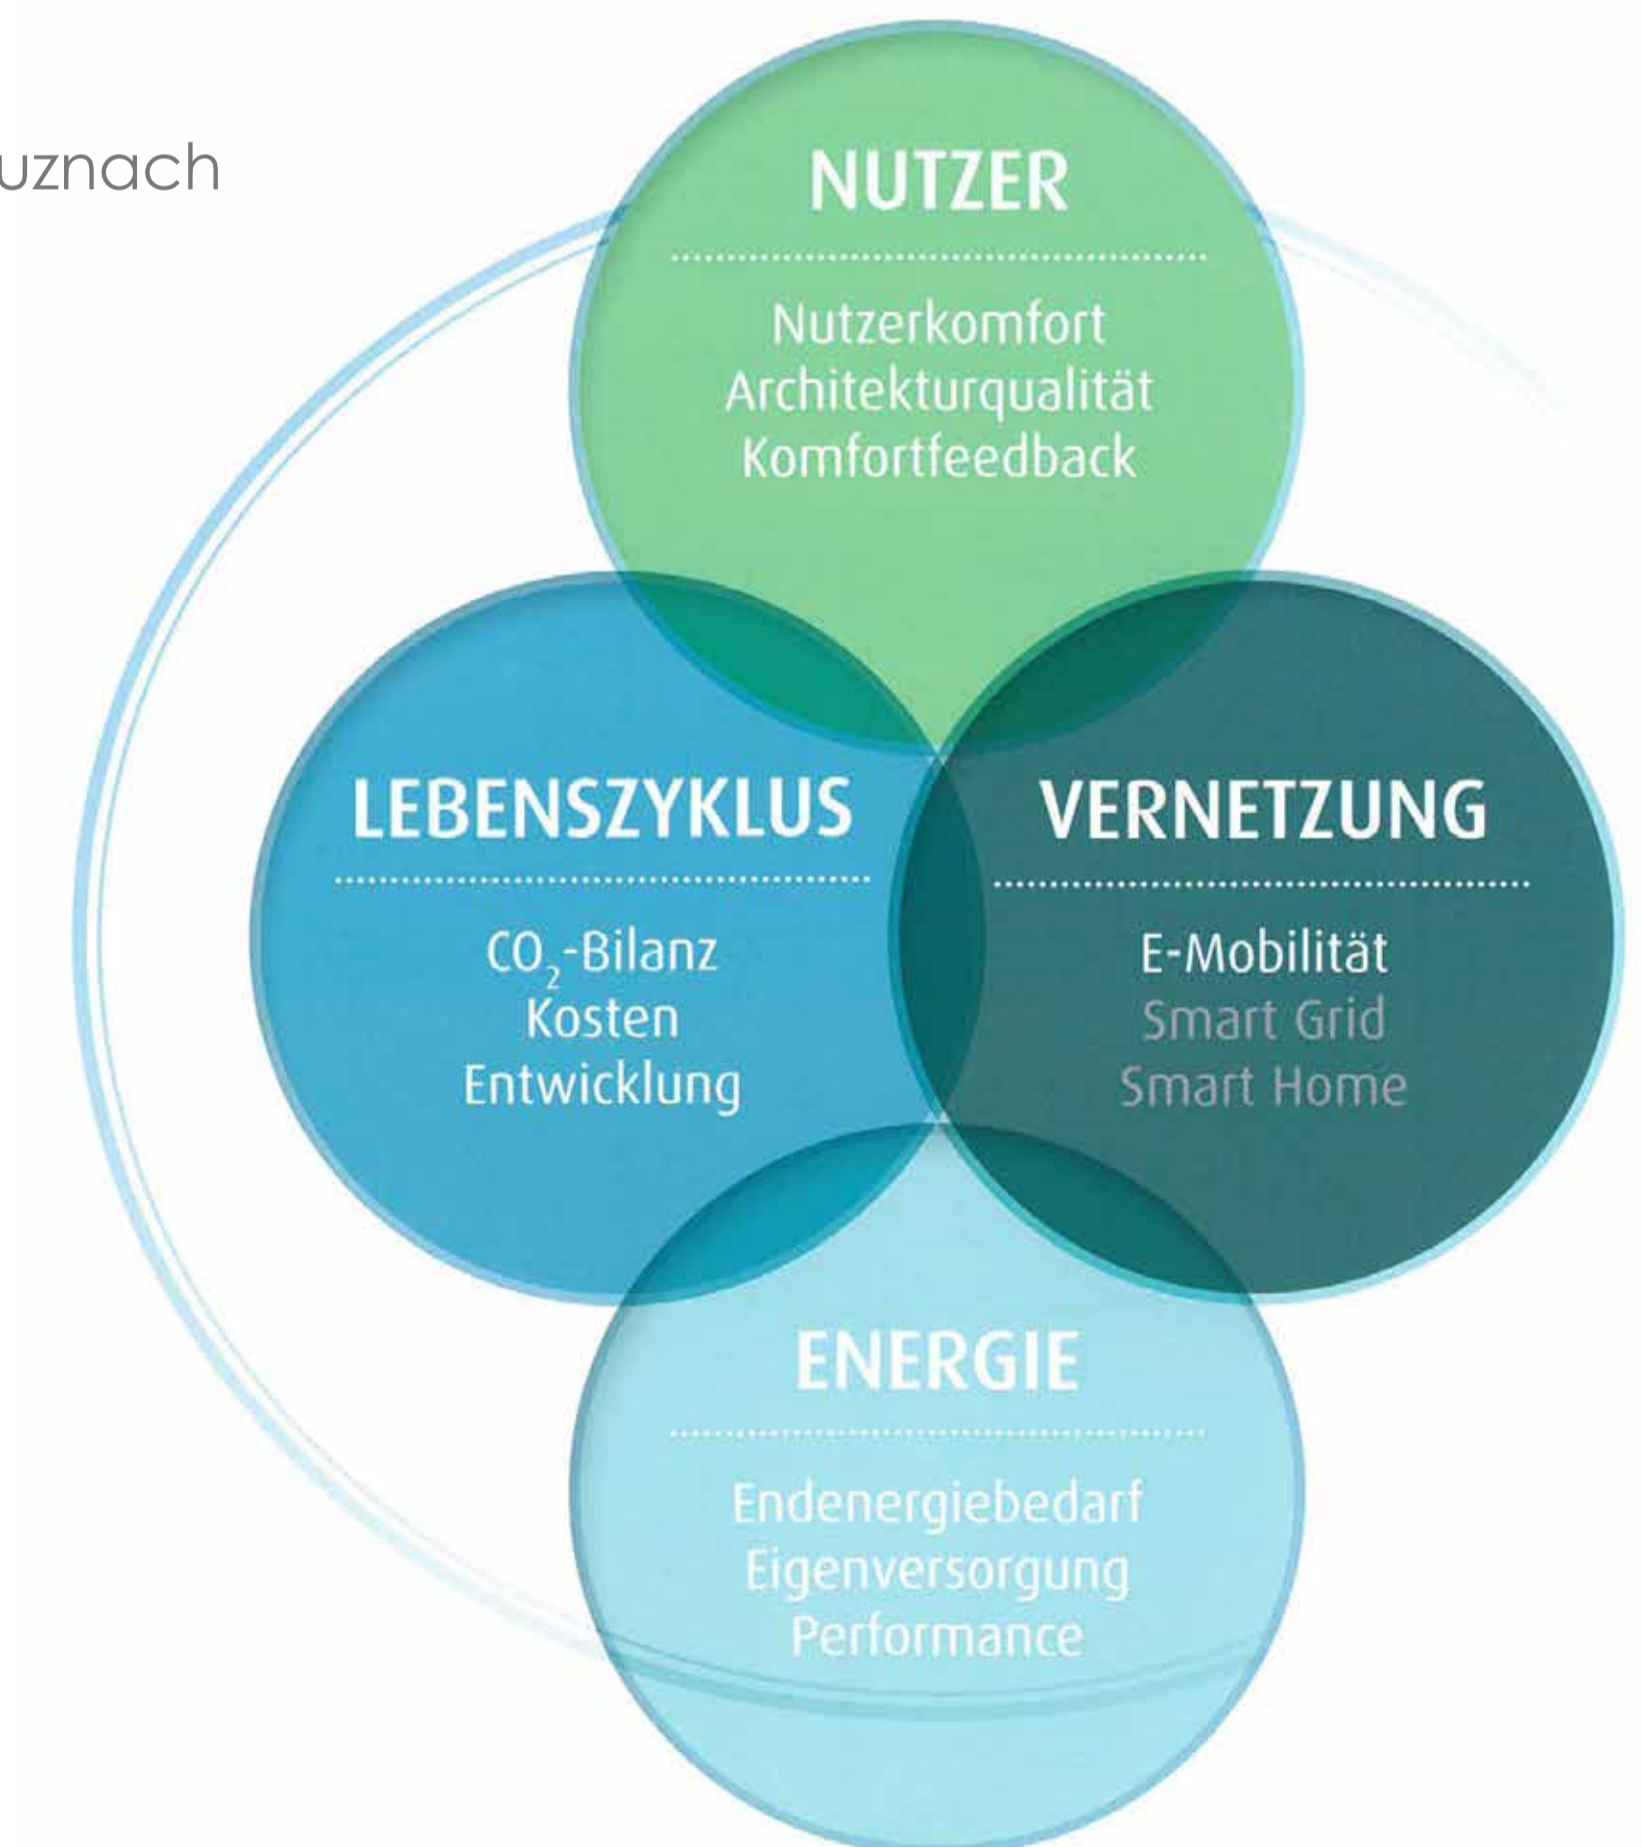 uznach
NUTZER
Nutzerkomfort
Architekturqualität
Komfortfeedback
LEBENSZYKLUS
CO₂-Bilanz
Kosten
Entwicklung
VERNETZUNG
E-Mobilität
Smart Grid
Smart Home
ENERGIE
Endenergiebedarf
Eigenversorgung
Performance